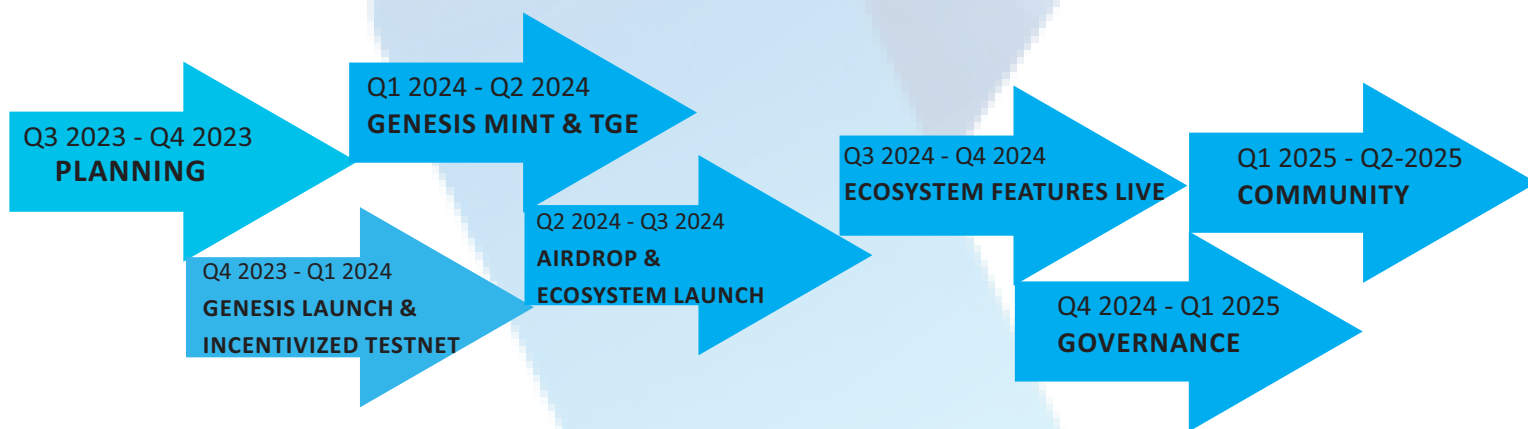 Q3 2023 - Q4 2023
PLANNING
Q4 2023 - Q1 2024
GENESIS LAUNCH &
INCENTIVIZED TESTNET
Q1 2024 - Q2 2024
GENESIS MINT & TGE
Q2 2024 - Q3 2024
AIRDROP &
ECOSYSTEM LAUNCH
Q3 2024 - Q4 2024
ECOSYSTEM FEATURES LIVE
Q4 2024 - Q1 2025
GOVERNANCE
Q1 2025 - Q2-2025
COMMUNITY